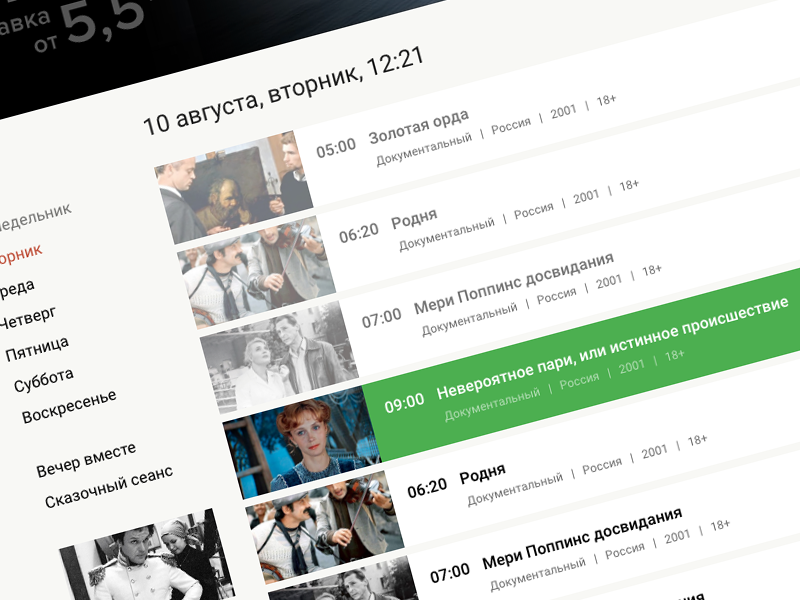 от 5,5
10 августа, вторник, 12:21
05:00 Золотая орда
Документальный | Россия | 2001 | 18+
06:20 Родня
Документальный | Россия | 2001 | 18+
07:00 Мери Поппинс досвидания
Документальный | Россия | 2001 | 18+
09:00 Невероятное пари, или истинное происшествие
Документальный | Россия | 2001 | 18+
06:20 Родня
Документальный | Россия | 2001 | 18+
07:00 Мери Поппинс досвидания
Документальный | Россия | 2001 | 18+
недельник
орник
реда
Четверг
Пятница
Суббота
Воскресенье
Вечер вместе
Сказочный сеанс